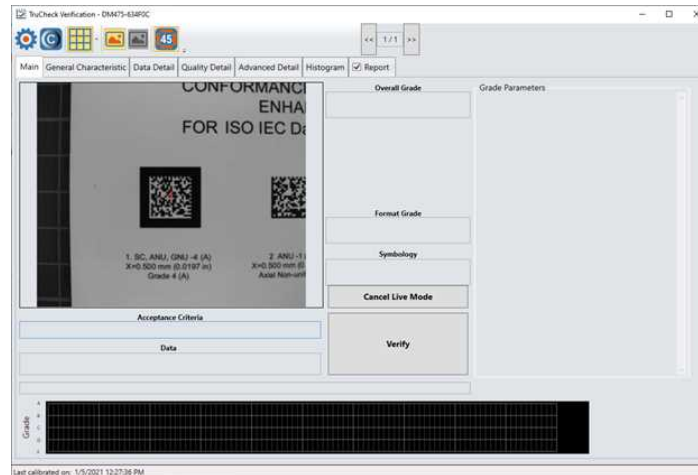 TruCheck Verification - DM475-634F0C
45
<< 1 / 1 >>
Main General Characteristic Data Detail Quality Detail Advanced Detail Histogram Report
CONFORMANC
ENHA
FOR ISO IEC Da
1. SC, ANU, GNU -4 (A)
X=0.500 mm (0.0197 in)
Grade 4 (A)
2 ANU -1
X=0.500 mm (0
Axial Non-uni
Overall Grade
Format Grade
Symbology
Cancel Live Mode
Verify
Grade Parameters
Acceptance Criteria
Data
Grade
Last calibrated on: 1/5/2021 12:27:36 PM